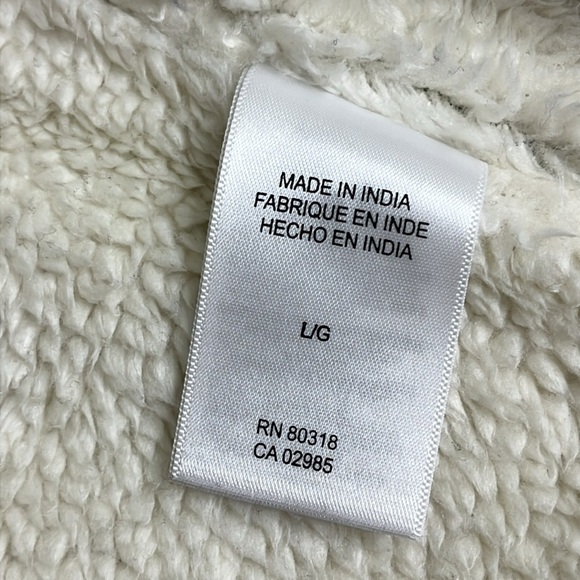 MADE IN INDIA
FABRIQUE EN INDE
HECHO EN INDIA
L/G
RN 80318
CA 02985